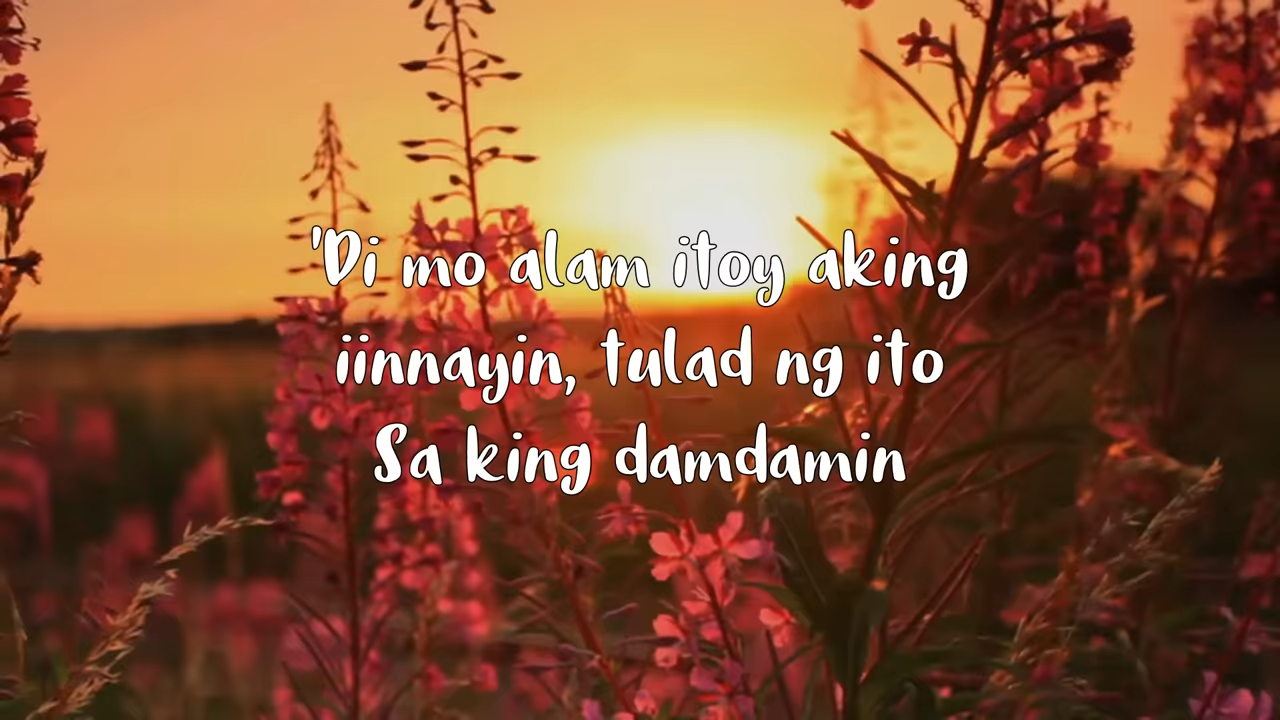 'Di mo alam itoy aking
iinnayin, tulad ng ito
Sa king damdamin